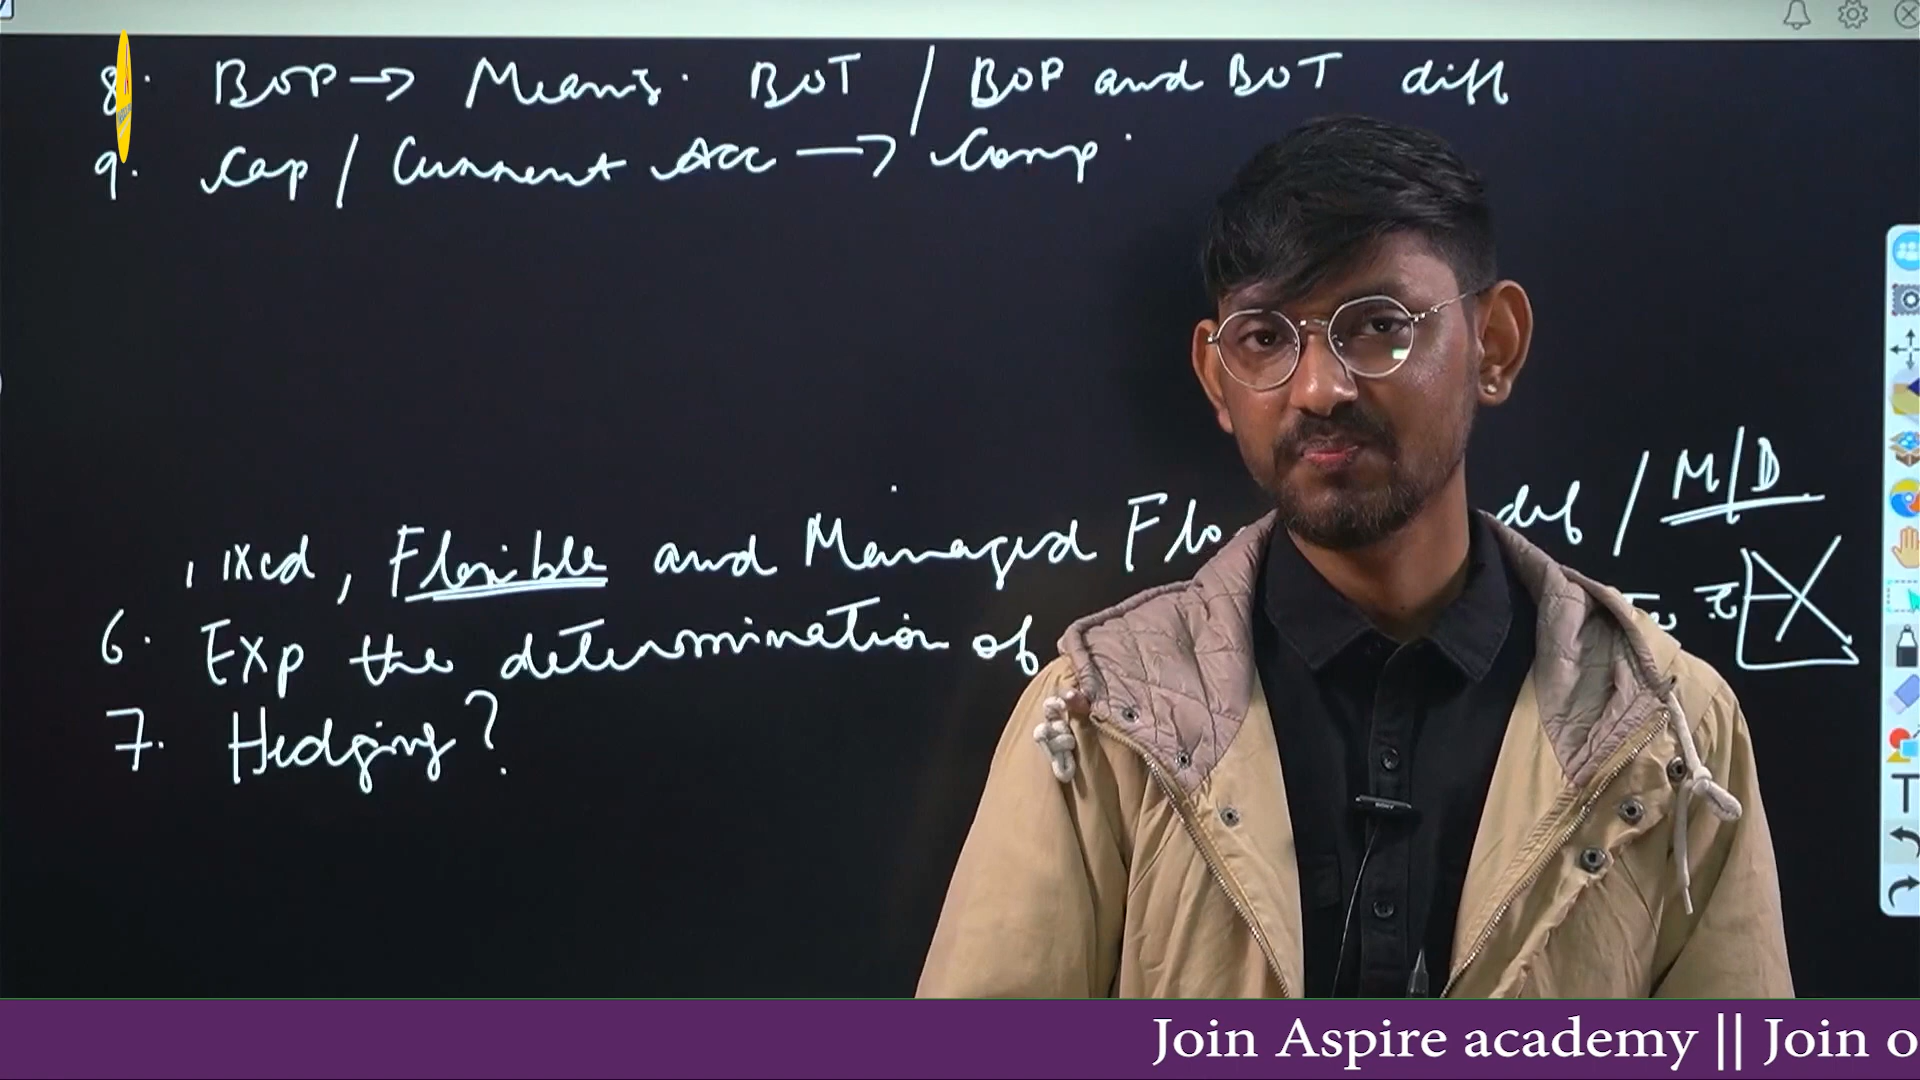 8. BOP → Means. BOT / BOP and BOT diff
9. Cap / Current Acc → Comp.
ixed, Flexible and Managed Flo def / M/D
6. Exp the determination of
7. Hedging?
Join Aspire academy || Join o